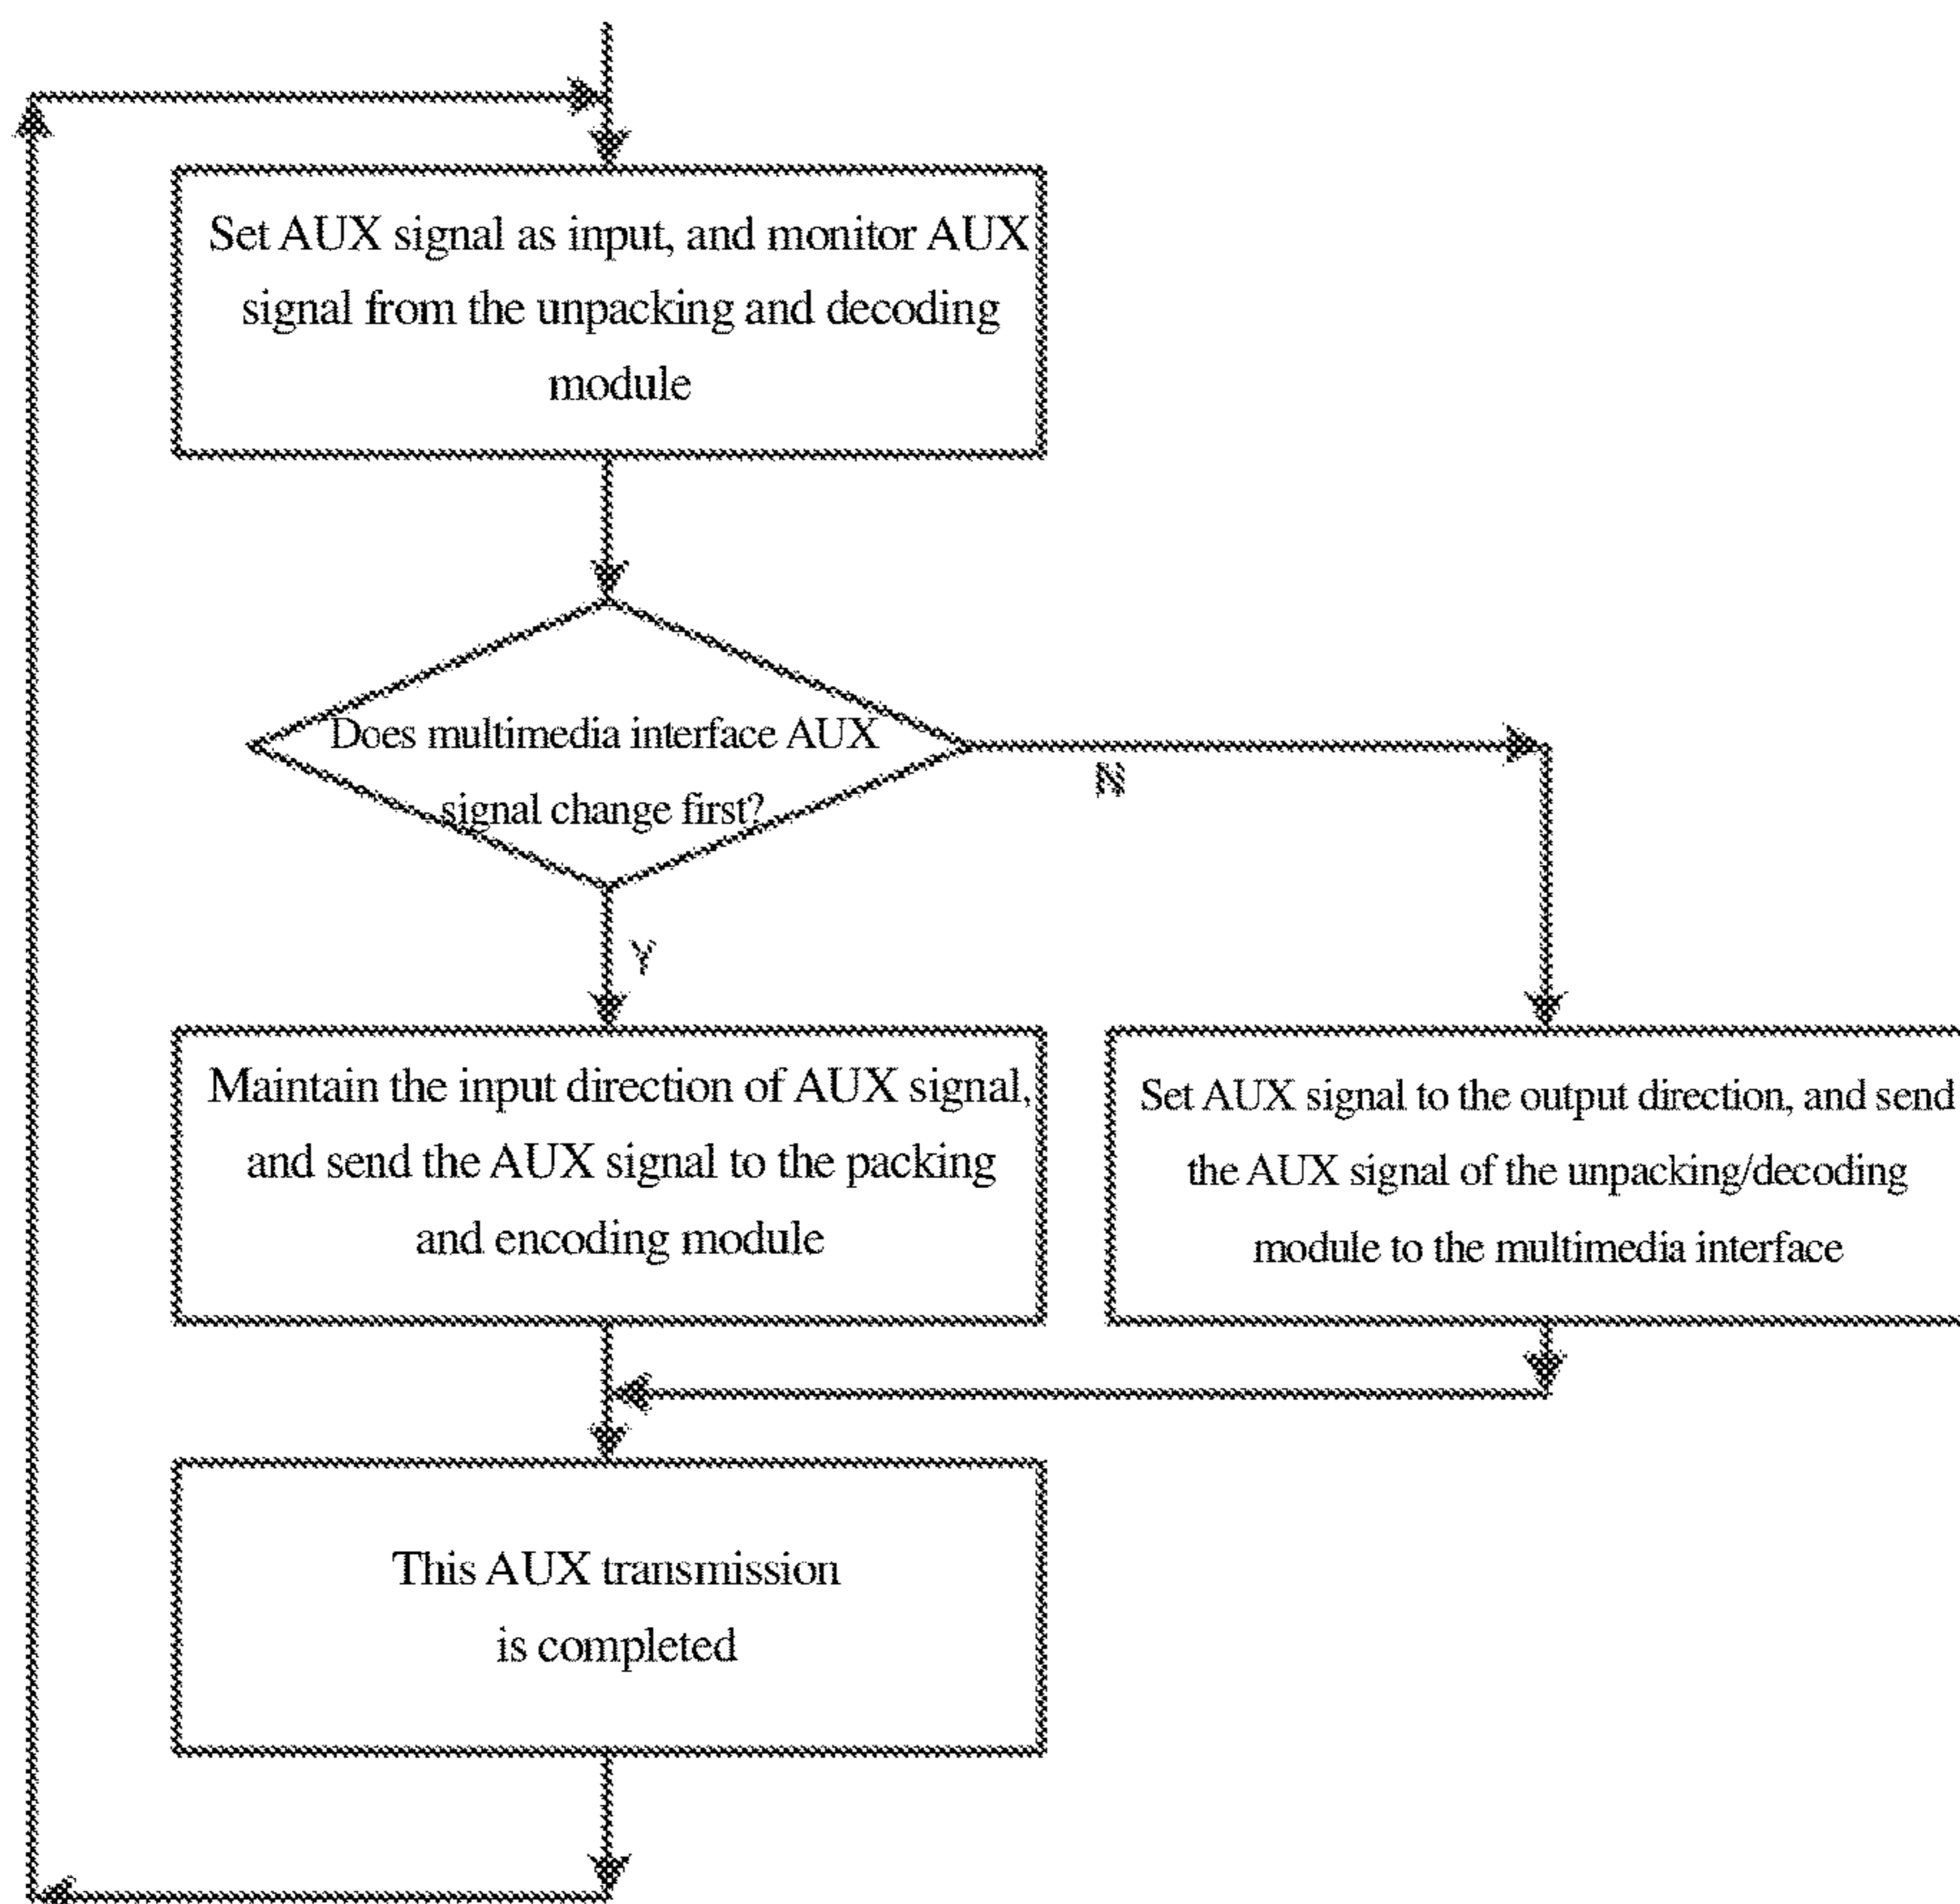 Set AUX signal as input, and monitor AUX
signal from the unpacking and decoding
module
Does multimedia interface AUX
signal change first?
N
Y
Maintain the input direction of AUX signal,
and send the AUX signal to the packing
and encoding module
Set AUX signal to the output direction, and send
the AUX signal of the unpacking/decoding
module to the multimedia interface
This AUX transmission
is completed